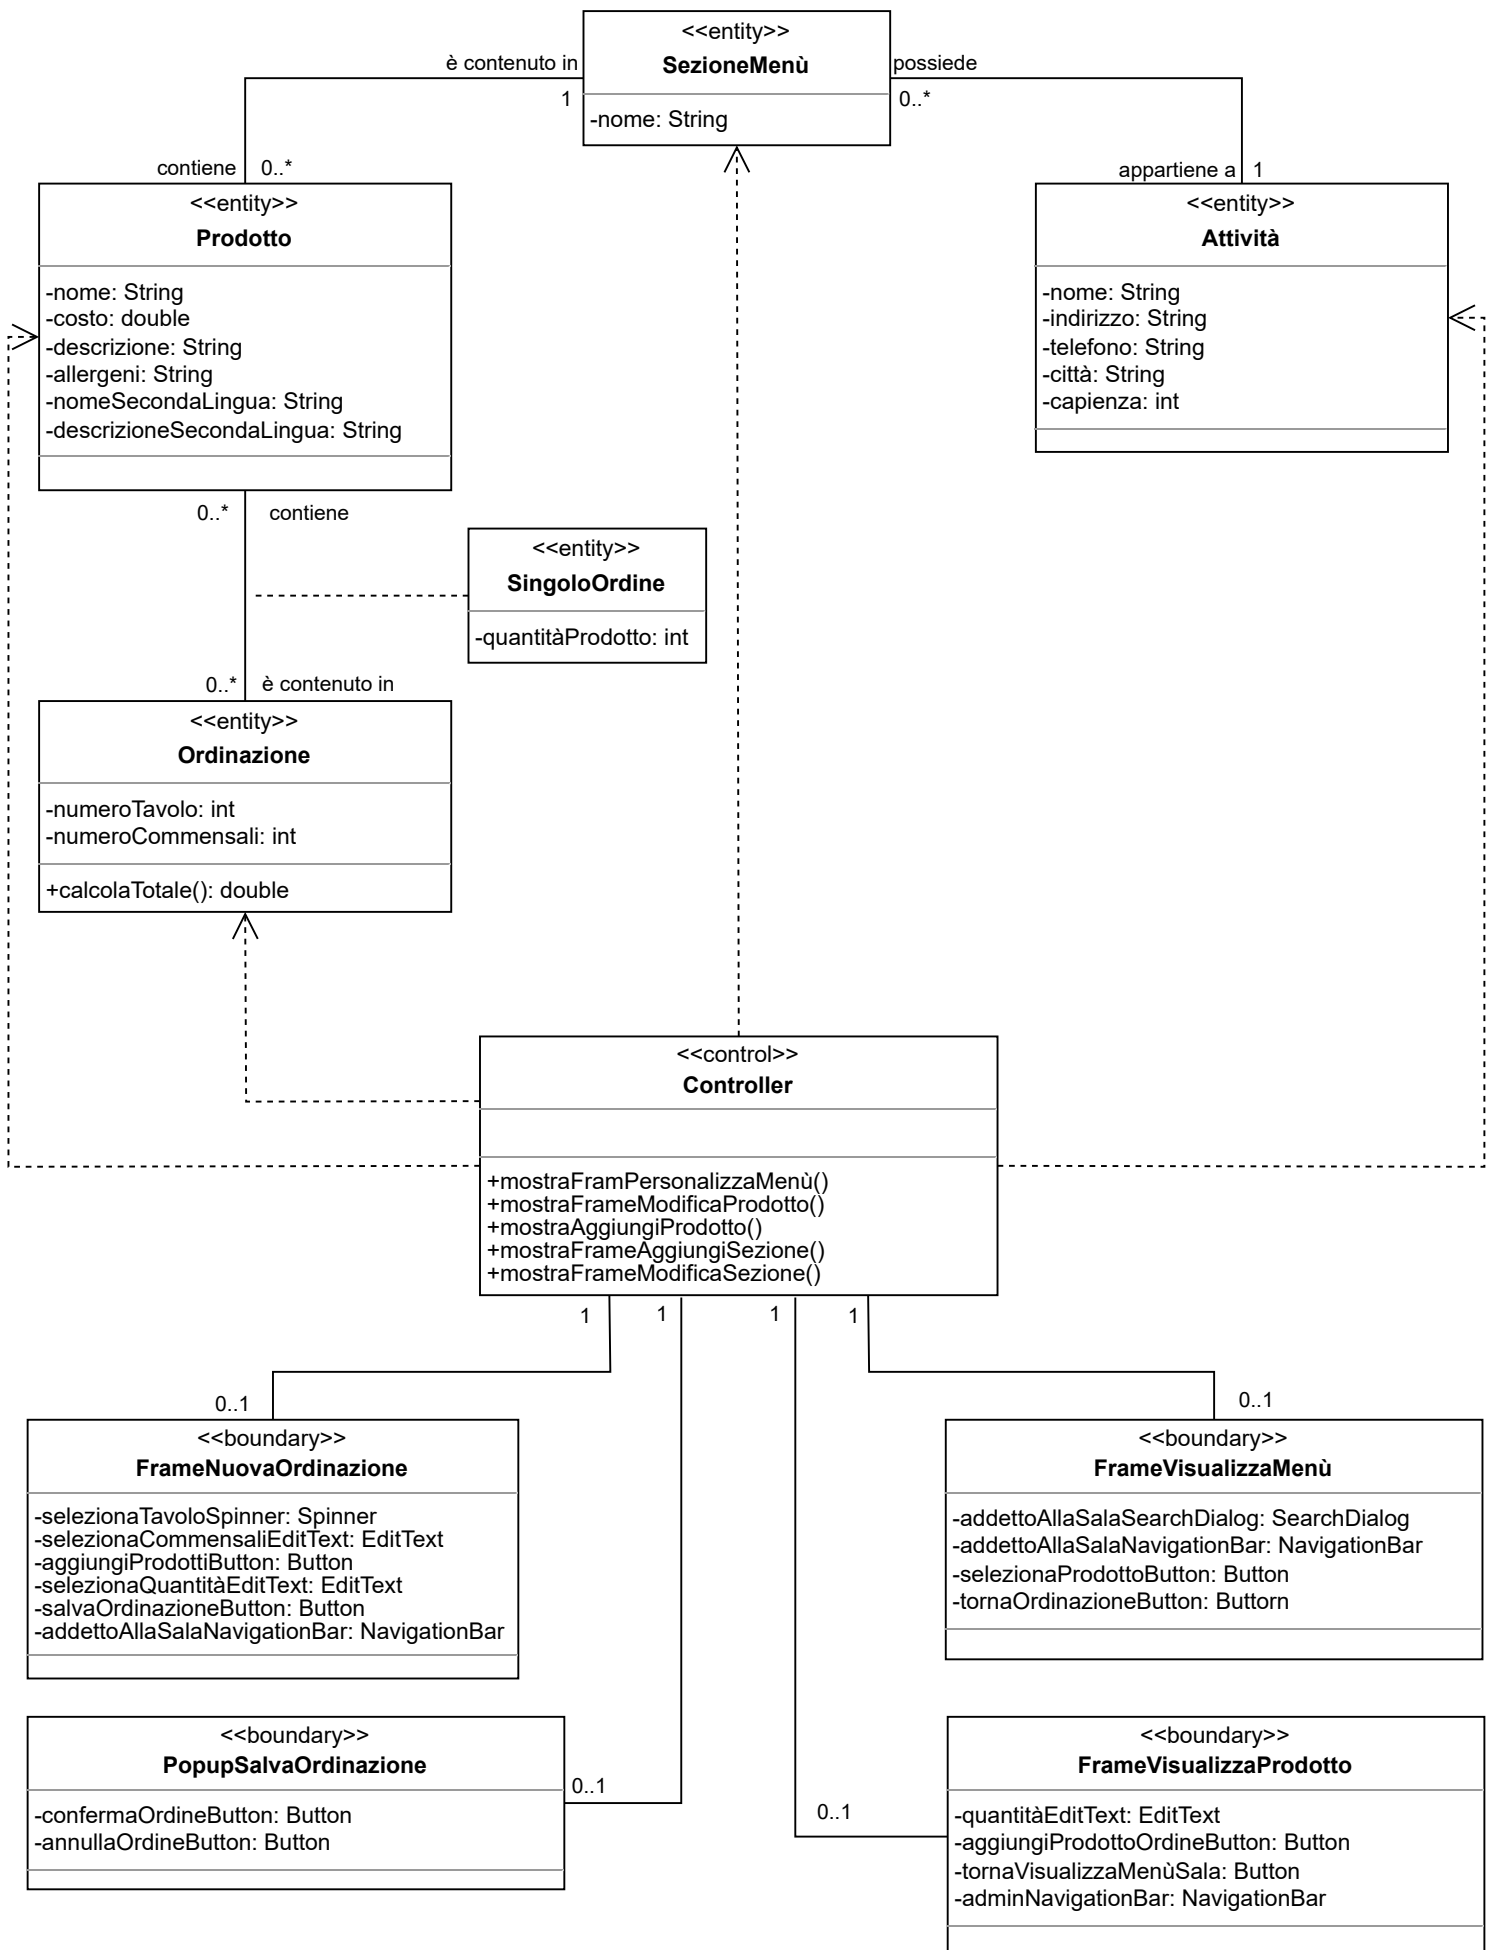 <<entity>>
SezioneMenù
-nome: String
è contenuto in
1
possiede
0..*
contiene
0..*
appartiene a
1
<<entity>>
Prodotto
-nome: String
-costo: double
-descrizione: String
-allergeni: String
-nomeSecondaLingua: String
-descrizioneSecondaLingua: String
<<entity>>
Attività
-nome: String
-indirizzo: String
-telefono: String
-città: String
-capienza: int
0..*
contiene
<<entity>>
SingoloOrdine
-quantitàProdotto: int
0..*
è contenuto in
<<entity>>
Ordinazione
-numeroTavolo: int
-numeroCommensali: int
+calcolaTotale(): double
<<control>>
Controller
+mostraFramPersonalizzaMenù()
+mostraFrameModificaProdotto()
+mostraAggiungiProdotto()
+mostraFrameAggiungiSezione()
+mostraFrameModificaSezione()
1
1
1
1
0..1
0..1
<<boundary>>
FrameNuovaOrdinazione
-selezionaTavoloSpinner: Spinner
-selezionaCommensaliEditText: EditText
-aggiungiProdottiButton: Button
-selezionaQuantitàEditText: EditText
-salvaOrdinazioneButton: Button
-addettoAllaSalaNavigationBar: NavigationBar
<<boundary>>
FrameVisualizzaMenù
-addettoAllaSalaSearchDialog: SearchDialog
-addettoAllaSalaNavigationBar: NavigationBar
-selezionaProdottoButton: Button
-tornaOrdinazioneButton: Buttorn
<<boundary>>
PopupSalvaOrdinazione
-confermaOrdineButton: Button
-annullaOrdineButton: Button
0..1
0..1
<<boundary>>
FrameVisualizzaProdotto
-quantitàEditText: EditText
-aggiungiProdottoOrdineButton: Button
-tornaVisualizzaMenùSala: Button
-adminNavigationBar: NavigationBar